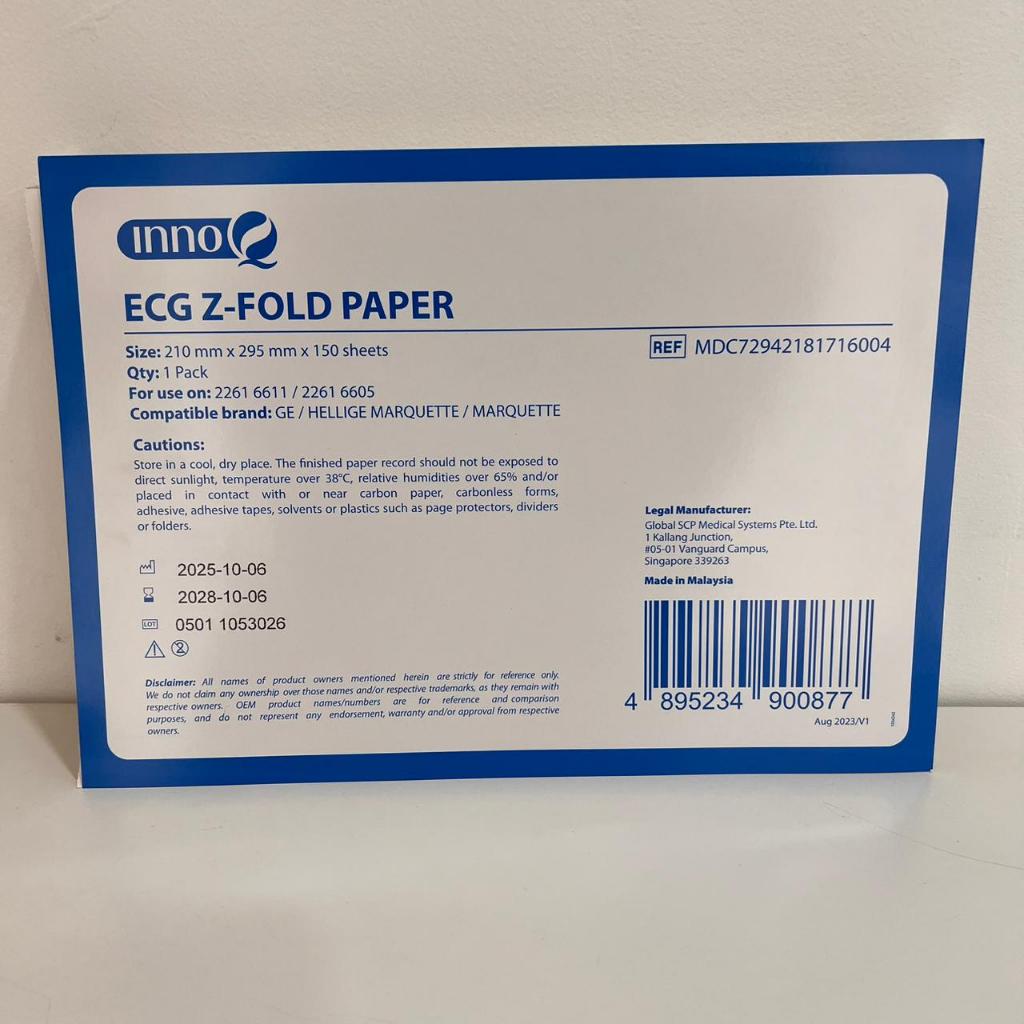 InnoQ
ECG Z-FOLD PAPER
Size: 210 mm x 295 mm x 150 sheets
Qty: 1 Pack
For use on: 2261 6611 / 2261 6605
Compatible brand: GE / HELLIGE MARQUETTE / MARQUETTE
REF MDC72942181716004
Cautions:
Store in a cool, dry place. The finished paper record should not be exposed to
direct sunlight, temperature over 38°C, relative humidities over 65% and/or
placed in contact with or near carbon paper, carbonless forms,
adhesive, adhesive tapes, solvents or plastics such as page protectors, dividers
or folders.
2025-10-06
2028-10-06
LOT 0501 1053026
2
Disclaimer: All names of product owners mentioned herein are strictly for reference only.
We do not claim any ownership over those names and/or respective trademarks, as they remain with
respective owners. OEM product names/numbers are for reference and comparison
purposes, and do not represent any endorsement, warranty and/or approval from respective
owners.
Legal Manufacturer:
Global SCP Medical Systems Pte. Ltd.
1 Kallang Junction,
#05-01 Vanguard Campus,
Singapore 339263
Made in Malaysia
4 895234 900877
Aug 2023/V1